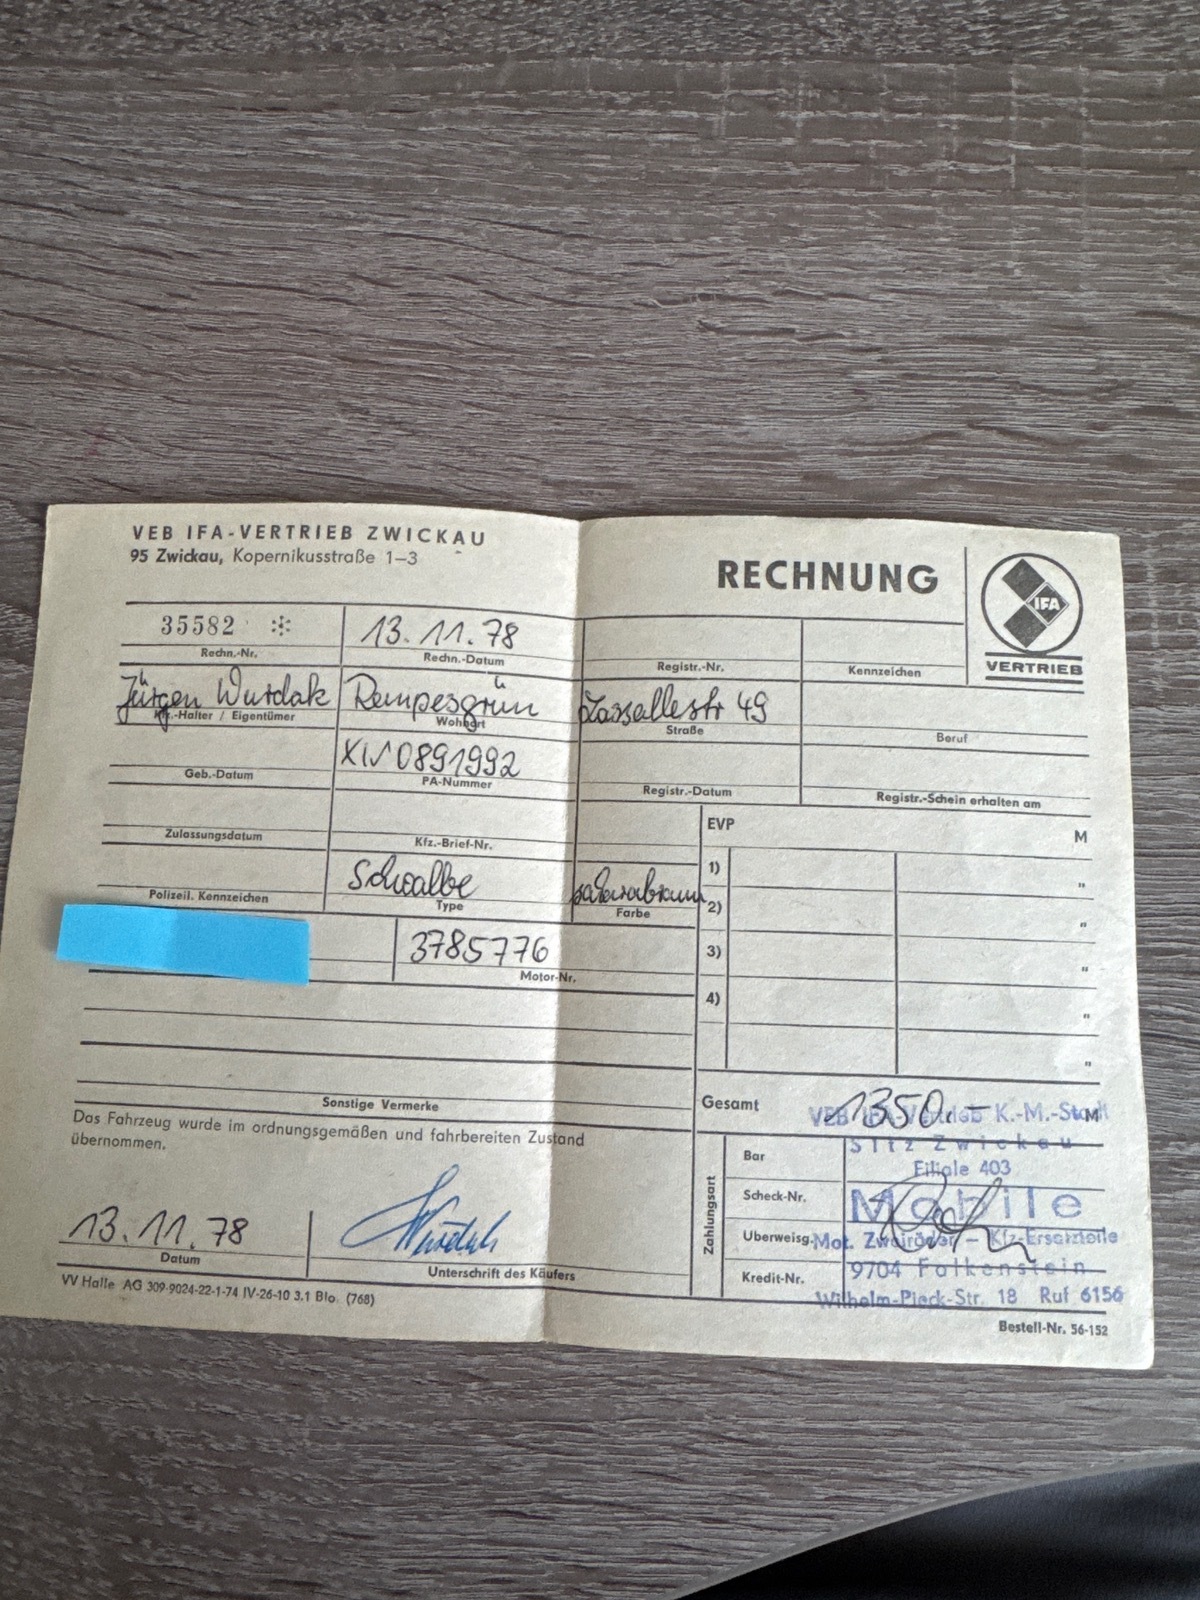 VEB IFA-VERTRIEB ZWICKAU
95 Zwickau, Kopernikusstraße 1–3
RECHNUNG
IFA
VERTRIEB
35582
13.11.78
Rechn.-Nr.
Rechn.-Datum
Registr.-Nr.
Kennzeichen
Jürgen Wurdak
Rempesgrün
Lassallestr 49
Kfz.-Halter / Eigentümer
Wohnort
Straße
Beruf
XIV 0891992
Geb.-Datum
PA-Nummer
Registr.-Datum
Registr.-Schein erhalten am
Zulassungsdatum
Kfz.-Brief-Nr.
EVP
M
Schwalbe
Polizeil. Kennzeichen
Type
Farbe
1)
"
2)
"
3)
"
4)
"
"
3785776
Motor-Nr.
Sonstige Vermerke
Gesamt
1350.-
M
Das Fahrzeug wurde im ordnungsgemäßen und fahrbereiten Zustand
übernommen.
13.11.78
Wurdak
Datum
Unterschrift des Käufers
Zahlungsart
Bar
Scheck-Nr.
Überweisg.
Kredit-Nr.
VEB IFA-Vertrieb K.-M.-Stadt
Sitz Zwickau
Filiale 403
Mobile
Mot. Zweiräder – Kfz-Ersatzteile
9704 Falkenstein
Wilhelm-Pieck-Str. 18 Ruf 6156
VV Halle AG 309-9024-22-1-74 IV-26-10 3.1 Blo. (768)
Bestell-Nr. 56-152